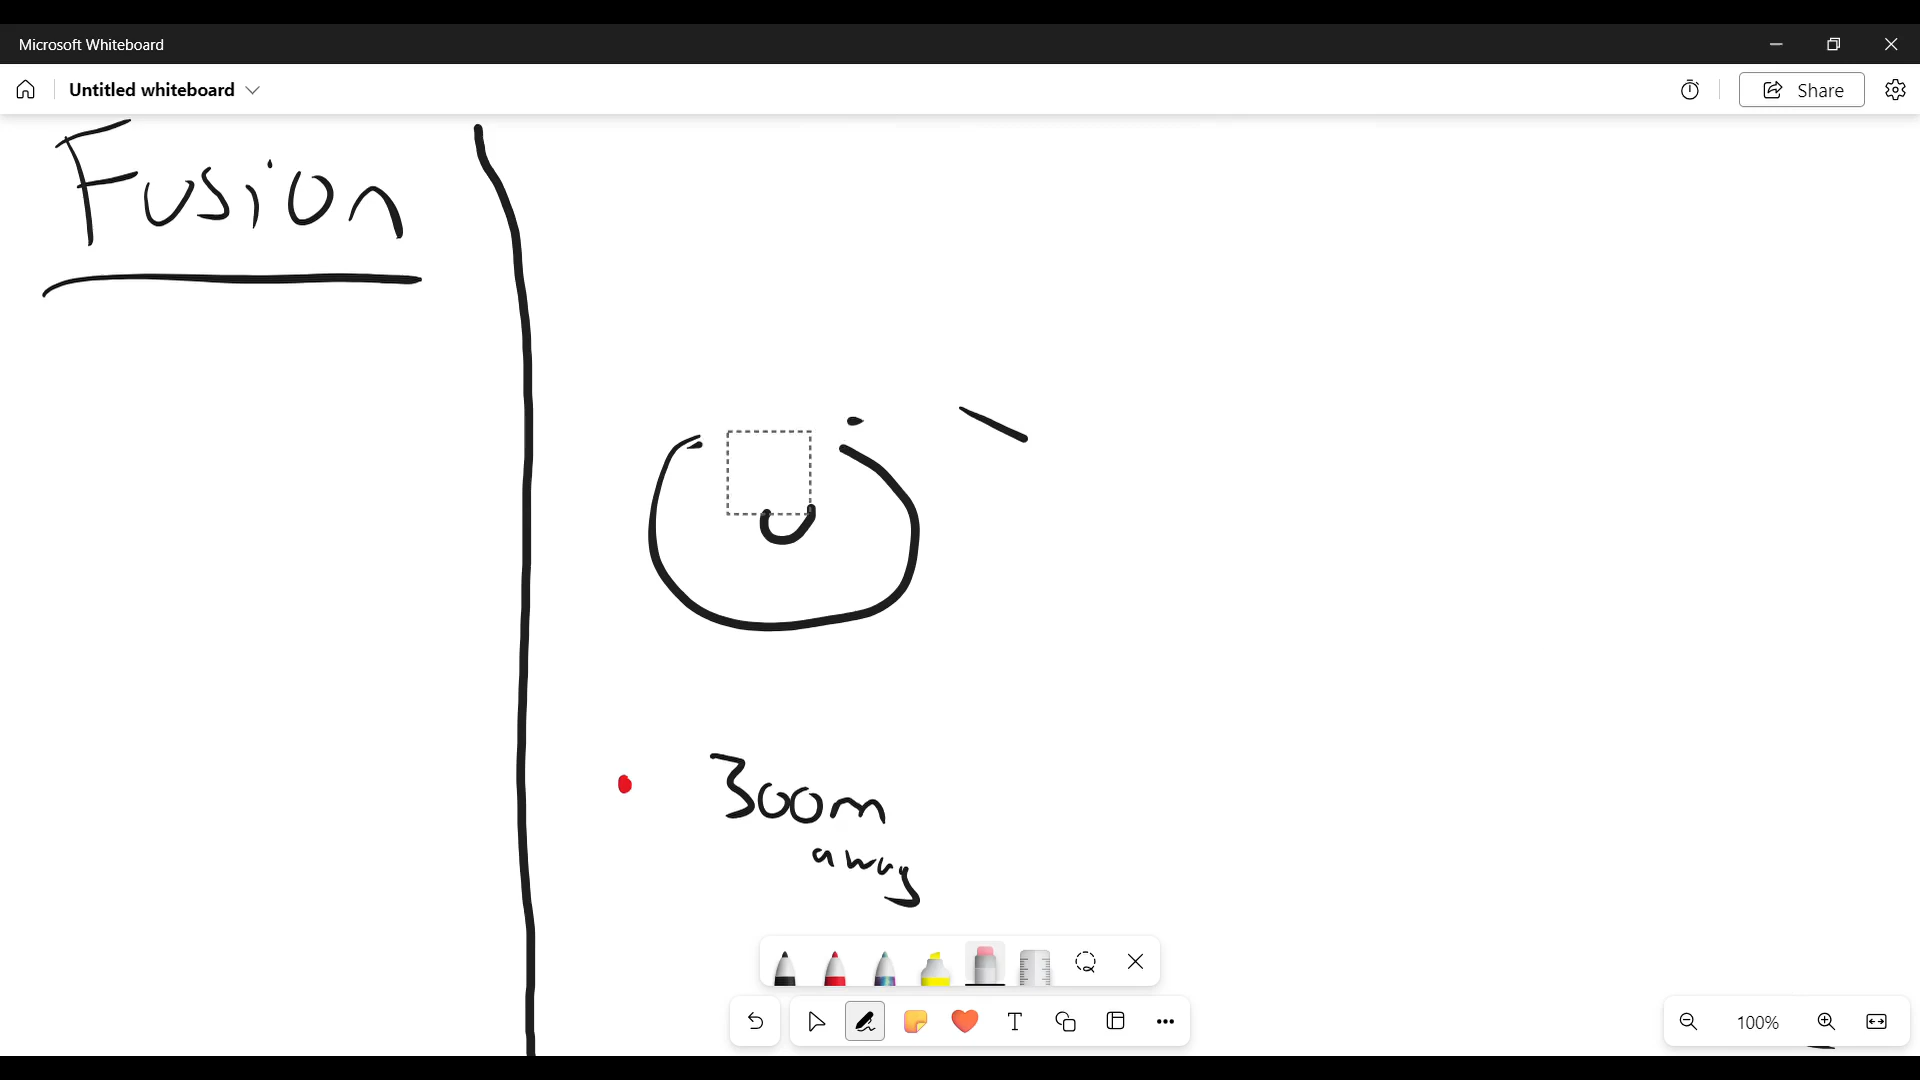 Microsoft Whiteboard
Untitled whiteboard
Share
Fusion
300m
away
100%